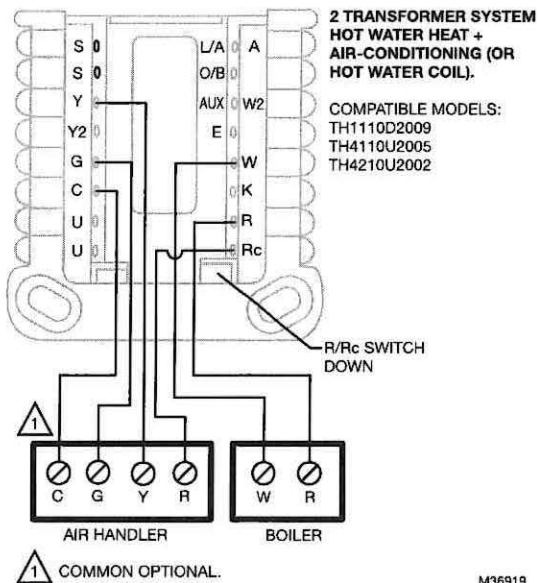 2 TRANSFORMER SYSTEM
HOT WATER HEAT +
AIR-CONDITIONING (OR
HOT WATER COIL).
COMPATIBLE MODELS:
TH1110D2009
TH4110U2005
TH4210U2002
S
S
Y
Y2
G
C
U
U
L/A A
O/B
AUX W2
E
W
K
R
Rc
R/Rc SWITCH
DOWN
1
C G Y R
AIR HANDLER
W R
BOILER
1 COMMON OPTIONAL.
M36919